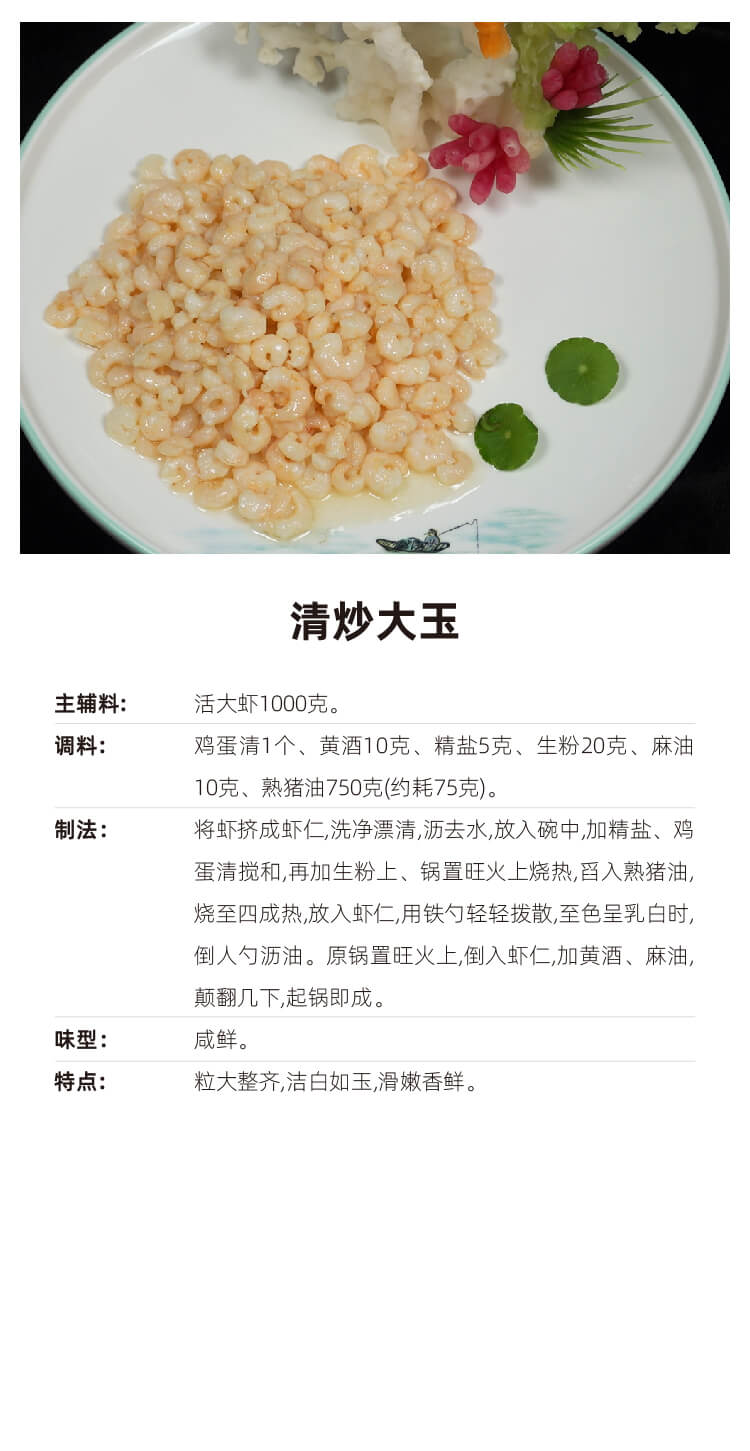 清炒大玉
主辅料: 活大虾1000克。
调料: 鸡蛋清1个、黄酒10克、精盐5克、生粉20克、麻油
10克、熟猪油750克(约耗75克)。
制法: 将虾挤成虾仁,洗净漂清,沥去水,放入碗中,加精盐、鸡
蛋清搅和,再加生粉上、锅置旺火上烧热,舀入熟猪油,
烧至四成热,放入虾仁,用铁勺轻轻拨散,至色呈乳白时,
倒人勺沥油。原锅置旺火上,倒入虾仁,加黄酒、麻油,
颠翻几下,起锅即成。
味型: 咸鲜。
特点: 粒大整齐,洁白如玉,滑嫩香鲜。